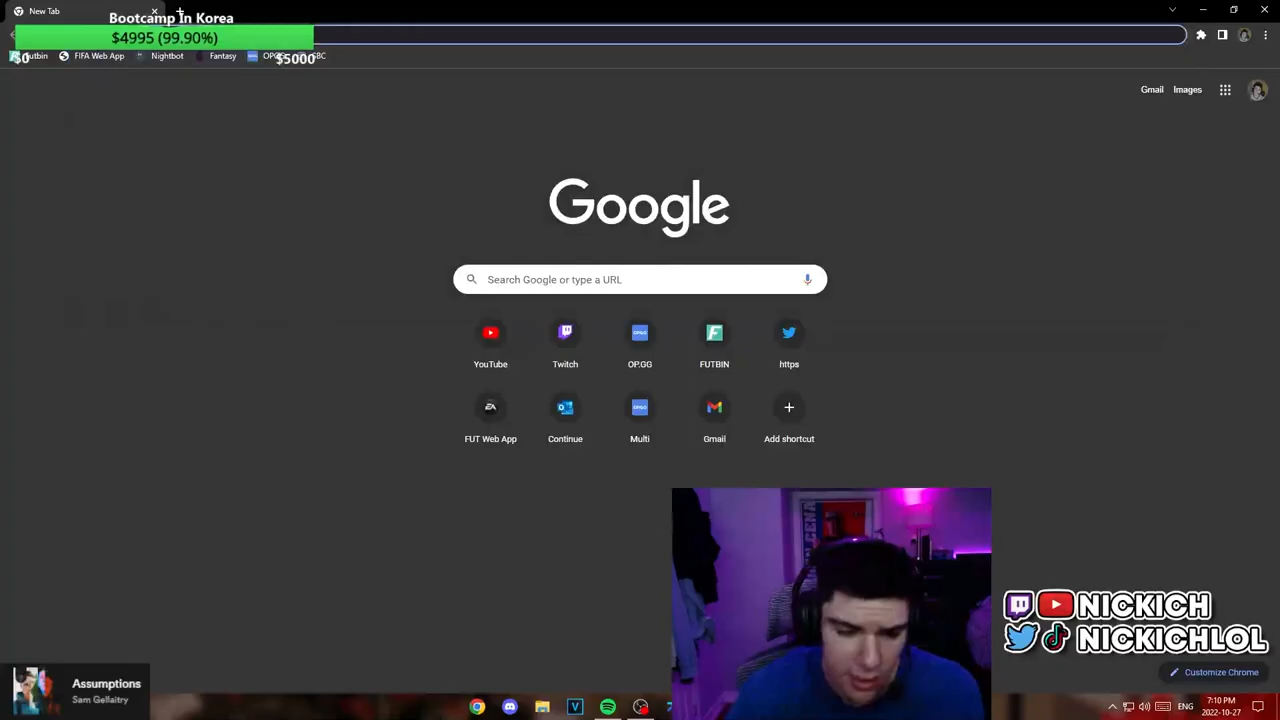 New Tab
Bootcamp In Korea
$4995 (99.90%)
$0
$5000
FIFA Web App
Nightbot
Fantasy
Gmail
Images
Google
Search Google or type a URL
YouTube
Twitch
OP.GG
FUTBIN
https
FUT Web App
Continue
Multi
Gmail
Add shortcut
NICKICH
NICKICHLOL
Customize Chrome
Assumptions
Sam Gellaitry
ENG
7:10 PM
2022-10-27